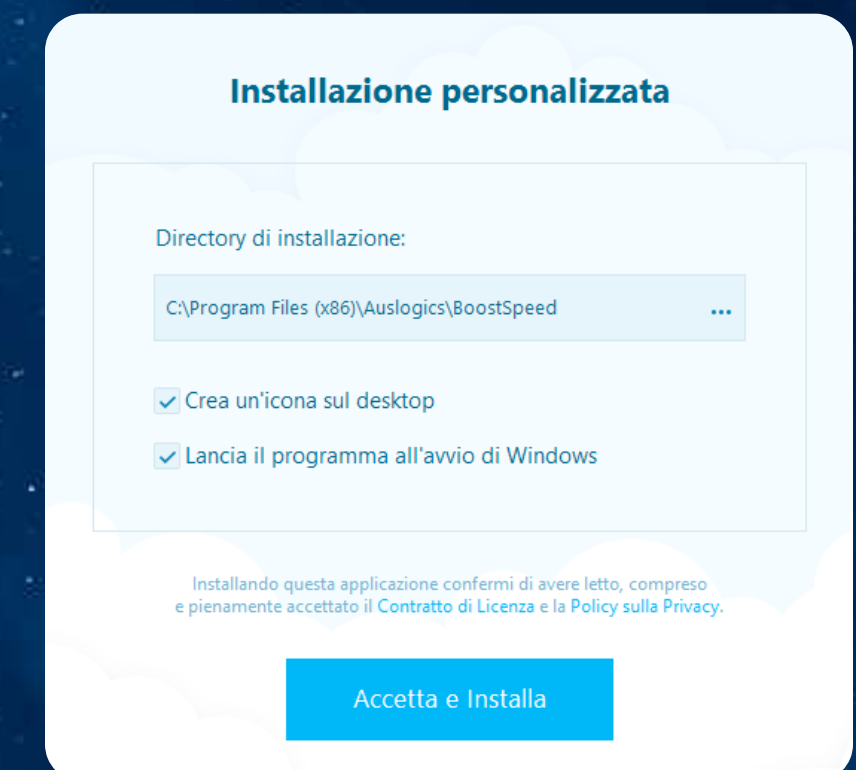 Installazione personalizzata
Directory di installazione:
C:\Program Files (x86)\Auslogics\BoostSpeed
...
Crea un'icona sul desktop
Lancia il programma all'avvio di Windows
Installando questa applicazione confermi di avere letto, compreso
e pienamente accettato il Contratto di Licenza e la Policy sulla Privacy.
Accetta e Installa